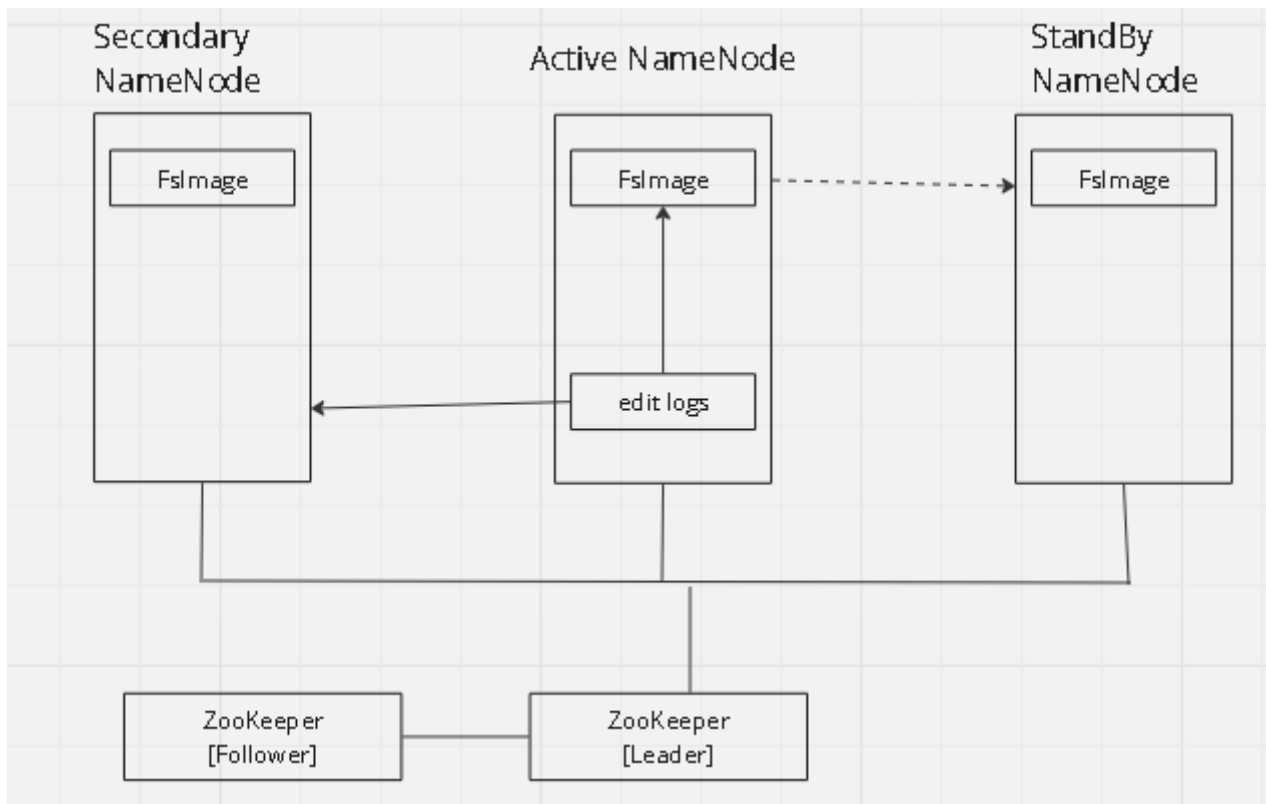 Secondary
NameNode
Active NameNode
StandBy
NameNode
FsImage
FsImage
FsImage
edit logs
ZooKeeper
[Follower]
ZooKeeper
[Leader]